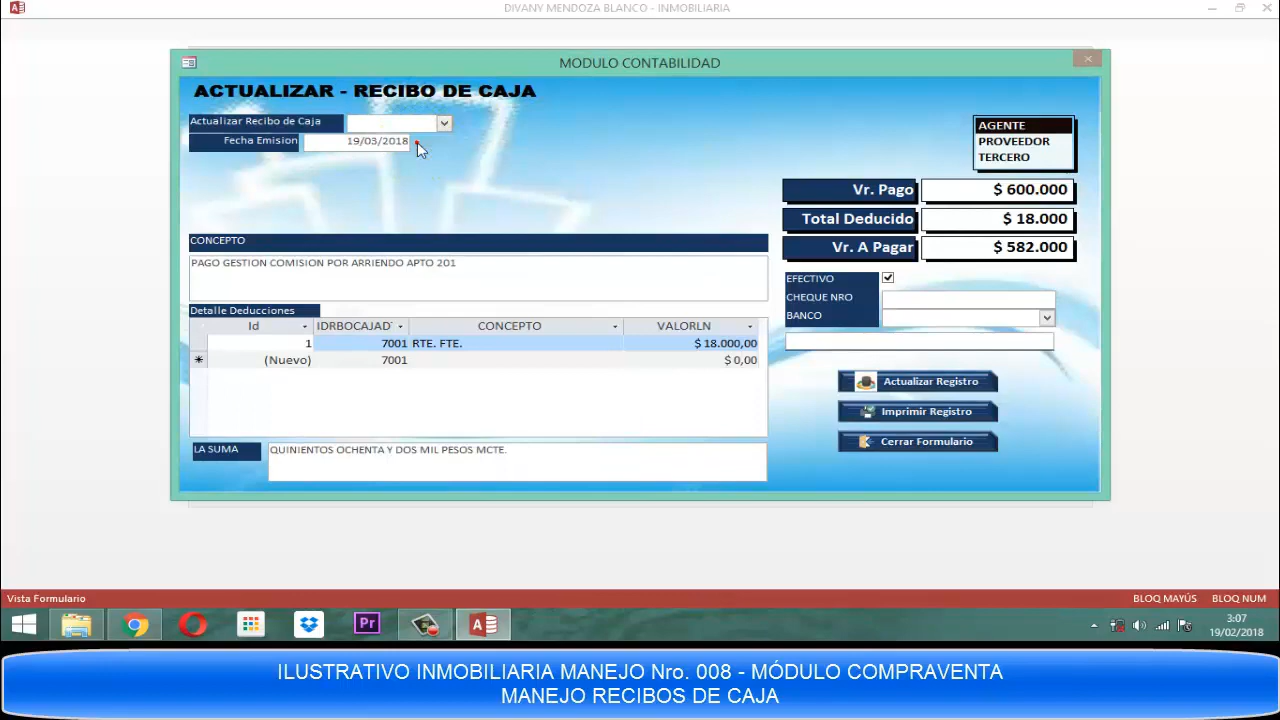 DIVANY MENDOZA BLANCO - INMOBILIARIA
MODULO CONTABILIDAD
ACTUALIZAR - RECIBO DE CAJA
Actualizar Recibo de Caja
Fecha Emision 19/03/2018
AGENTE
PROVEEDOR
TERCERO
Vr. Pago $ 600.000
Total Deducido $ 18.000
Vr. A Pagar $ 582.000
CONCEPTO
PAGO GESTION COMISION POR ARRIENDO APTO 201
EFECTIVO
CHEQUE NRO
BANCO
Detalle Deducciones
Id IDRBOCAJAD CONCEPTO VALORLN
1 7001 RTE. FTE. $ 18.000,00
(Nuevo) 7001 $ 0,00
Actualizar Registro
Imprimir Registro
Cerrar Formulario
LA SUMA QUINIENTOS OCHENTA Y DOS MIL PESOS MCTE.
Vista Formulario BLOQ MAYÚS BLOQ NUM
Pr
3:07
19/02/2018
ILUSTRATIVO INMOBILIARIA MANEJO Nro. 008 - MÓDULO COMPRAVENTA
MANEJO RECIBOS DE CAJA